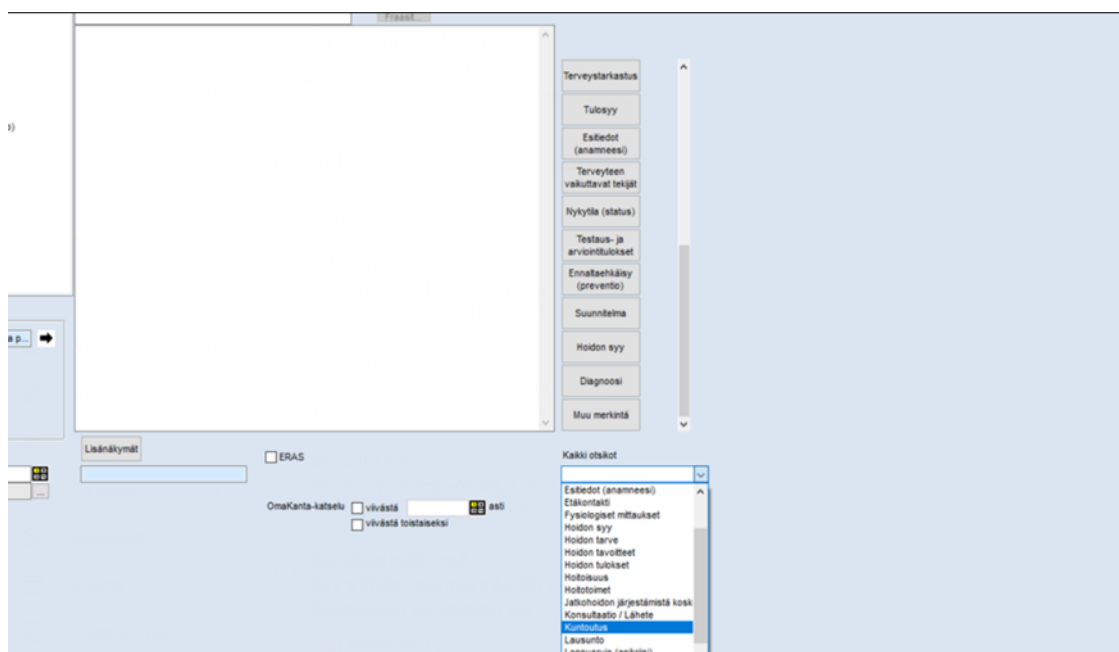 Fraasit...
Terveystarkastus
Tulosyy
Esitiedot
(anamneesi)
Terveyteen
vaikuttavat tekijät
Nykytila (status)
Testaus- ja
arviointitulokset
Ennaltaehkäisy
(preventio)
Suunnitelma
Hoidon syy
Diagnoosi
Muu merkintä
a p...
Lisänäkymät
ERAS
...
OmaKanta-katselu
viivästä
asti
viivästä toistaiseksi
Kaikki otsikot
Esitiedot (anamneesi)
Etäkontakti
Fysiologiset mittaukset
Hoidon syy
Hoidon tarve
Hoidon tavoitteet
Hoidon tulokset
Hoitoisuus
Hoitotoimet
Jatkohoidon järjestämistä kosk
Konsultaatio / Lähete
Kuntoutus
Lausunto